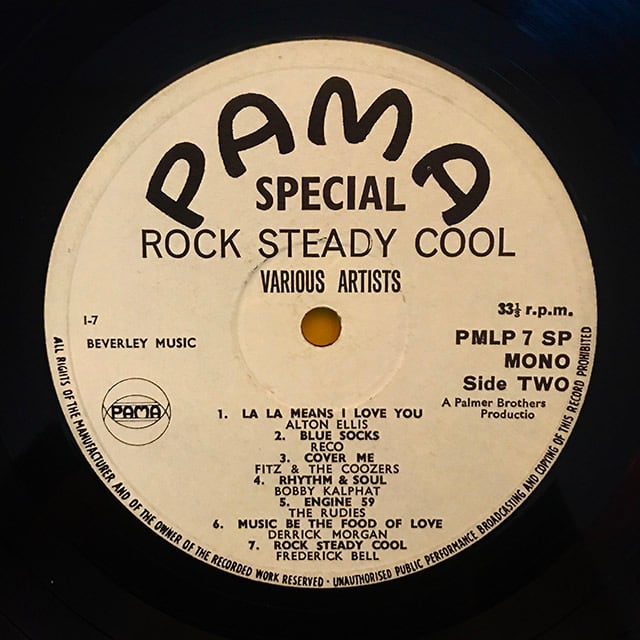 PAMA
SPECIAL
ROCK STEADY COOL
VARIOUS ARTISTS
33⅓ r.p.m.
1-7
BEVERLEY MUSIC
PMLP 7 SP
MONO
Side TWO
A Palmer Brothers
Productio
PAMA
1. LA LA MEANS I LOVE YOU
ALTON ELLIS
2. BLUE SOCKS
RECO
3. COVER ME
FITZ & THE COOZERS
4. RHYTHM & SOUL
BOBBY KALPHAT
5. ENGINE 59
THE RUDIES
6. MUSIC BE THE FOOD OF LOVE
DERRICK MORGAN
7. ROCK STEADY COOL
FREDERICK BELL
ALL RIGHTS OF THE MANUFACTURER AND OF THE OWNER OF THE RECORDED WORK RESERVED · UNAUTHORISED PUBLIC PERFORMANCE BROADCASTING AND COPYING OF THIS RECORD PROHIBITED